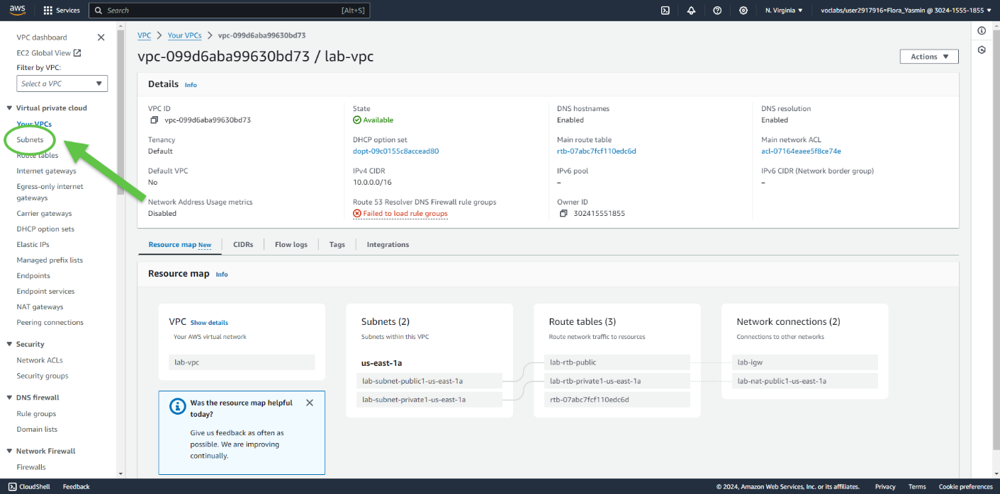 aws
Services
Search
[Alt+S]
N. Virginia
voclabs/user2917916=Flora_Yasmin @ 3024-1555-1855
VPC dashboard
EC2 Global View
Filter by VPC:
Select a VPC
Virtual private cloud
Your VPCs
Subnets
Route tables
Internet gateways
Egress-only internet
gateways
Carrier gateways
DHCP option sets
Elastic IPs
Managed prefix lists
Endpoints
Endpoint services
NAT gateways
Peering connections
Security
Network ACLs
Security groups
DNS firewall
Rule groups
Domain lists
Network Firewall
Firewalls
VPC
Your VPCs
vpc-099d6aba99630bd73
vpc-099d6aba99630bd73 / lab-vpc
Actions
Details Info
VPC ID
vpc-099d6aba99630bd73
State
Available
DNS hostnames
Enabled
DNS resolution
Enabled
Tenancy
Default
DHCP option set
dopt-09c0155c8accead80
Main route table
rtb-07abc7fcf110edc6d
Main network ACL
acl-07164eaee5f8ce74e
Default VPC
No
IPv4 CIDR
10.0.0.0/16
IPv6 pool
–
IPv6 CIDR (Network border group)
–
Network Address Usage metrics
Disabled
Route 53 Resolver DNS Firewall rule groups
Failed to load rule groups
Owner ID
302415551855
Resource map New
CIDRs
Flow logs
Tags
Integrations
Resource map Info
VPC Show details
Your AWS virtual network
lab-vpc
Subnets (2)
Subnets within this VPC
us-east-1a
lab-subnet-public1-us-east-1a
lab-subnet-private1-us-east-1a
Route tables (3)
Route network traffic to resources
lab-rtb-public
lab-rtb-private1-us-east-1a
rtb-07abc7fcf110edc6d
Network connections (2)
Connections to other networks
lab-igw
lab-nat-public1-us-east-1a
Was the resource map helpful
today?
Give us feedback as often as
possible. We are improving
continually.
CloudShell
Feedback
© 2024, Amazon Web Services, Inc. or its affiliates.
Privacy
Terms
Cookie preferences